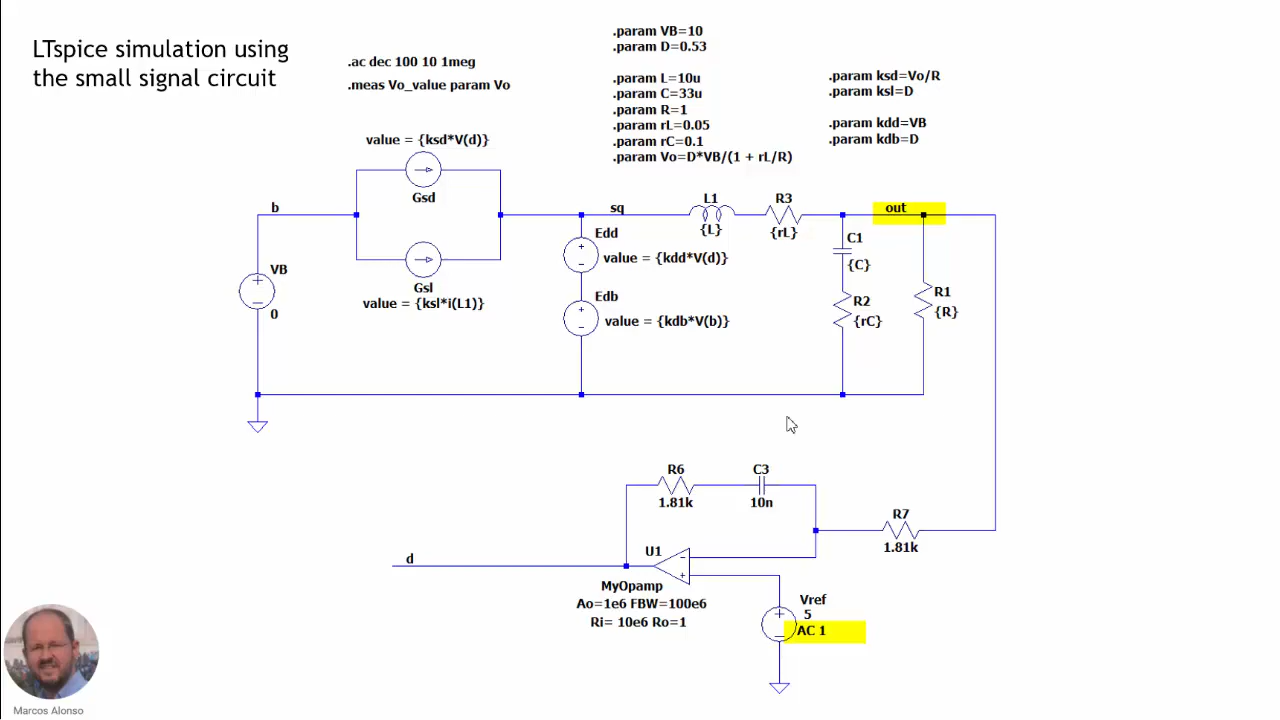 LTspice simulation using
the small signal circuit
.ac dec 100 10 1meg
.meas Vo_value param Vo
.param VB=10
.param D=0.53
.param L=10u
.param C=33u
.param R=1
.param rL=0.05
.param rC=0.1
.param Vo=D*VB/(1 + rL/R)
.param ksd=Vo/R
.param ksl=D
.param kdd=VB
.param kdb=D
value = {ksd*V(d)}
Gsd
b
Gsl
value = {ksl*i(L1)}
VB
0
sq
Edd
value = {kdd*V(d)}
Edb
value = {kdb*V(b)}
L1
{L}
R3
{rL}
out
C1
{C}
R2
{rC}
R1
{R}
R6
1.81k
C3
10n
R7
1.81k
d
U1
MyOpamp
Ao=1e6 FBW=100e6
Ri= 10e6 Ro=1
Vref
5
AC 1
Marcos Alonso